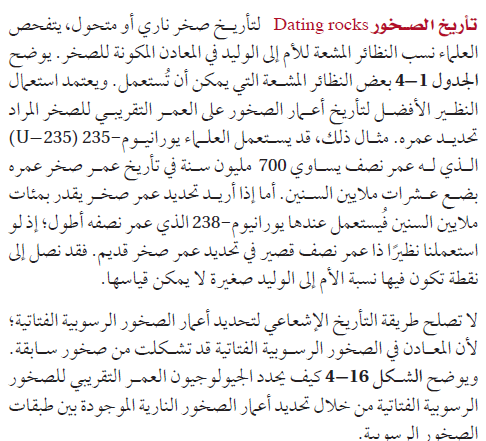 تأريخ الصخور Dating rocks لتأريخ صخر ناري أو متحول، يتفحص
العلماء نسب النظائر المشعة للأم إلى الوليد في المعادن المكونة للصخر. يوضح
الجدول 1–4 بعض النظائر المشعة التي يمكن أن تُستعمل. ويعتمد استعمال
النظير الأفضل لتأريخ أعمار الصخور على العمر التقريبي للصخر المراد
تحديد عمره. مثال ذلك، قد يستعمل العلماء يورانيوم–235 (U–235)
الذي له عمر نصف يساوي 700 مليون سنة في تأريخ عمر صخر عمره
بضع عشرات ملايين السنين. أما إذا أريد تحديد عمر صخر يقدر بمئات
ملايين السنين فيُستعمل عندها يورانيوم–238 الذي عمر نصفه أطول؛ إذ لو
استعملنا نظيرًا ذا عمر نصف قصير في تحديد عمر صخر قديم. فقد نصل إلى
نقطة تكون فيها نسبة الأم إلى الوليد صغيرة لا يمكن قياسها.
لا تصلح طريقة التأريخ الإشعاعي لتحديد أعمار الصخور الرسوبية الفتاتية؛
لأن المعادن في الصخور الرسوبية الفتاتية قد تشكلت من صخور سابقة.
ويوضح الشكل 16–4 كيف يحدد الجيولوجيون العمر التقريبي للصخور
الرسوبية الفتاتية من خلال تحديد أعمار الصخور النارية الموجودة بين طبقات
الصخور الرسوبية.